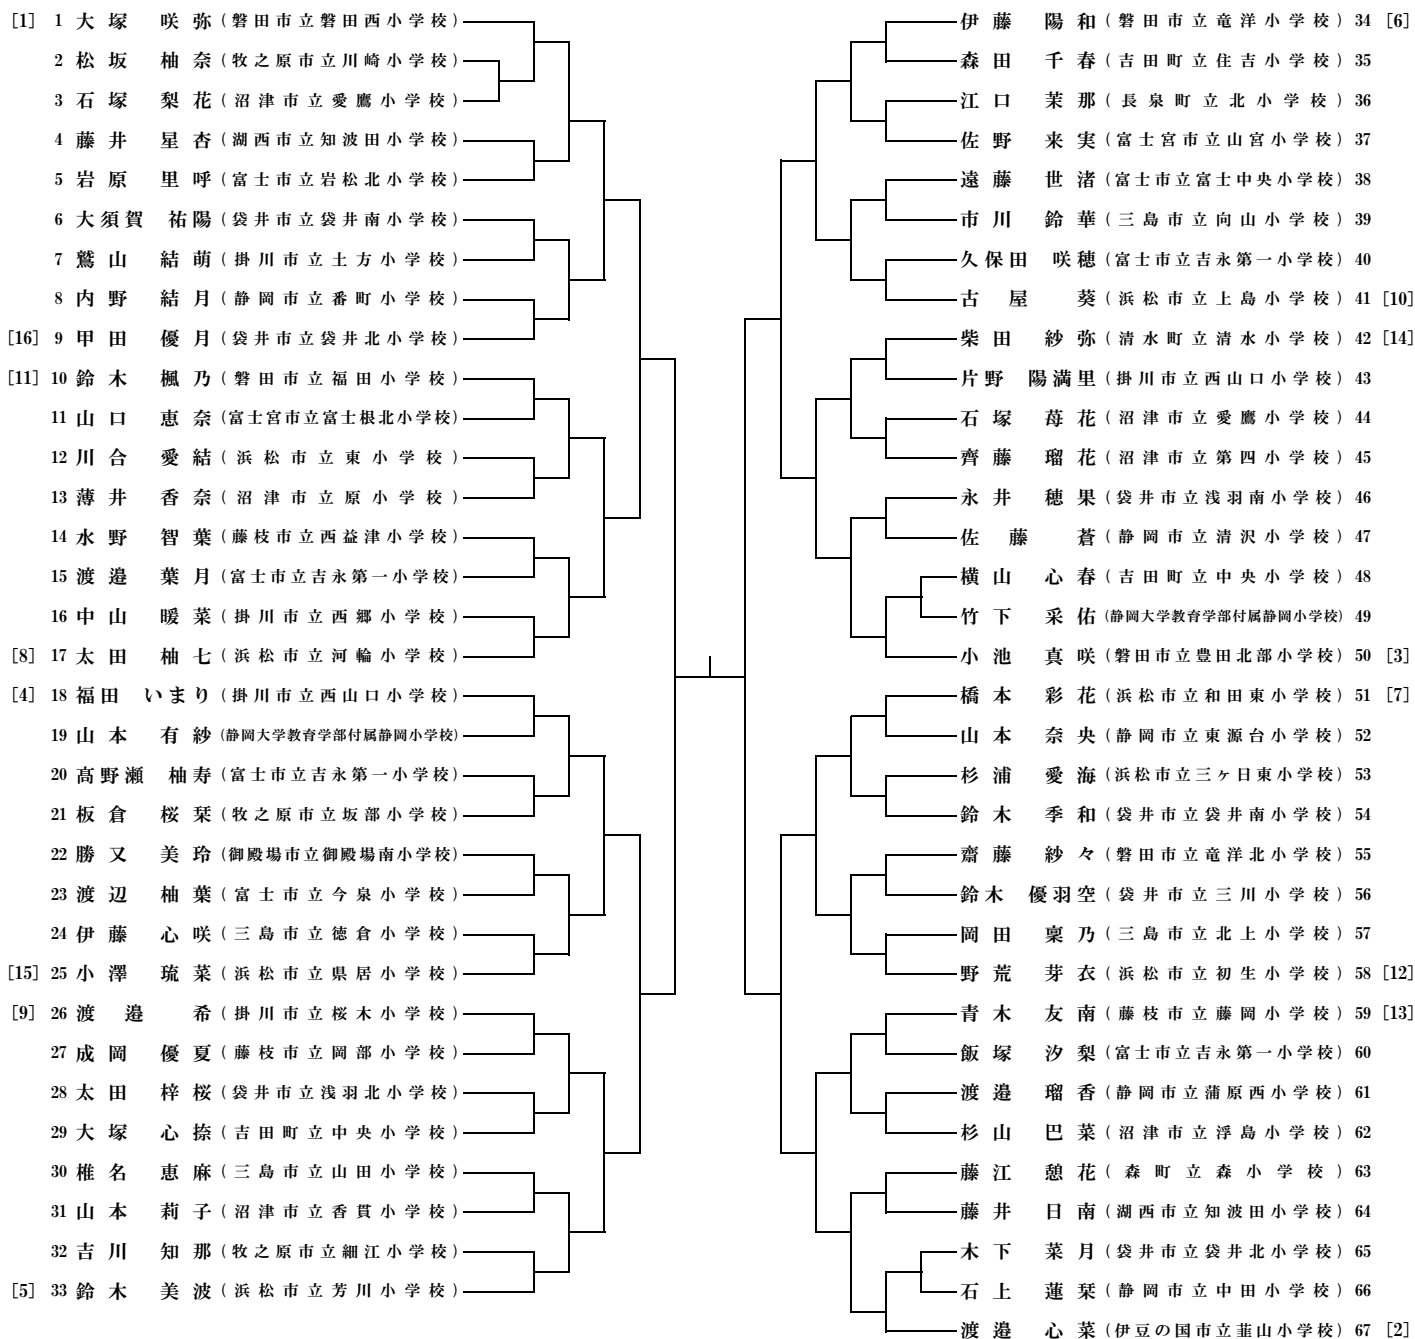 [1] 1 大塚 咲弥 (磐田市立磐田西小学校)
2 松坂 柚奈 (牧之原市立川崎小学校)
3 石塚 梨花 (沼津市立愛鷹小学校)
4 藤井 星杏 (湖西市立知波田小学校)
5 岩原 里呼 (富士市立岩松北小学校)
6 大須賀 祐陽 (袋井市立袋井南小学校)
7 鷲山 結萌 (掛川市立土方小学校)
8 内野 結月 (静岡市立番町小学校)
[16] 9 甲田 優月 (袋井市立袋井北小学校)
[11] 10 鈴木 楓乃 (磐田市立福田小学校)
11 山口 恵奈 (富士宮市立富士根北小学校)
12 川合 愛結 (浜松市立東小学校)
13 薄井 香奈 (沼津市立原小学校)
14 水野 智葉 (藤枝市立西益津小学校)
15 渡邉 葉月 (富士市立吉永第一小学校)
16 中山 暖菜 (掛川市立西郷小学校)
[8] 17 太田 柚七 (浜松市立河輪小学校)
[4] 18 福田 いまり (掛川市立西山口小学校)
19 山本 有紗 (静岡大学教育学部付属静岡小学校)
20 高野瀬 柚寿 (富士市立吉永第一小学校)
21 板倉 桜栞 (牧之原市立坂部小学校)
22 勝又 美玲 (御殿場市立御殿場南小学校)
23 渡辺 柚葉 (富士市立今泉小学校)
24 伊藤 心咲 (三島市立徳倉小学校)
[15] 25 小澤 琉菜 (浜松市立県居小学校)
[9] 26 渡邉 希 (掛川市立桜木小学校)
27 成岡 優夏 (藤枝市立岡部小学校)
28 太田 梓桜 (袋井市立浅羽北小学校)
29 大塚 心捺 (吉田町立中央小学校)
30 椎名 恵麻 (三島市立山田小学校)
31 山本 莉子 (沼津市立香貫小学校)
32 吉川 知那 (牧之原市立細江小学校)
[5] 33 鈴木 美波 (浜松市立芳川小学校)
伊藤 陽和 (磐田市立竜洋小学校) 34 [6]
森田 千春 (吉田町立住吉小学校) 35
江口 茉那 (長泉町立北小学校) 36
佐野 来実 (富士宮市立山宮小学校) 37
遠藤 世渚 (富士市立富士中央小学校) 38
市川 鈴華 (三島市立向山小学校) 39
久保田 咲穂 (富士市立吉永第一小学校) 40
古屋 葵 (浜松市立上島小学校) 41 [10]
柴田 紗弥 (清水町立清水小学校) 42 [14]
片野 陽満里 (掛川市立西山口小学校) 43
石塚 苺花 (沼津市立愛鷹小学校) 44
齊藤 瑠花 (沼津市立第四小学校) 45
永井 穂果 (袋井市立浅羽南小学校) 46
佐藤 蒼 (静岡市立清沢小学校) 47
横山 心春 (吉田町立中央小学校) 48
竹下 采佑 (静岡大学教育学部付属静岡小学校) 49
小池 真咲 (磐田市立豊田北部小学校) 50 [3]
橋本 彩花 (浜松市立和田東小学校) 51 [7]
山本 奈央 (静岡市立東源台小学校) 52
杉浦 愛海 (浜松市立三ヶ日東小学校) 53
鈴木 季和 (袋井市立袋井南小学校) 54
齋藤 紗々 (磐田市立竜洋北小学校) 55
鈴木 優羽空 (袋井市立三川小学校) 56
岡田 稟乃 (三島市立北上小学校) 57
野荒 芽衣 (浜松市立初生小学校) 58 [12]
青木 友南 (藤枝市立藤岡小学校) 59 [13]
飯塚 汐梨 (富士市立吉永第一小学校) 60
渡邉 瑠香 (静岡市立蒲原西小学校) 61
杉山 巴菜 (沼津市立浮島小学校) 62
藤江 憩花 (森町立森小学校) 63
藤井 日南 (湖西市立知波田小学校) 64
木下 菜月 (袋井市立袋井北小学校) 65
石上 蓮栞 (静岡市立中田小学校) 66
渡邉 心菜 (伊豆の国市立韮山小学校) 67 [2]